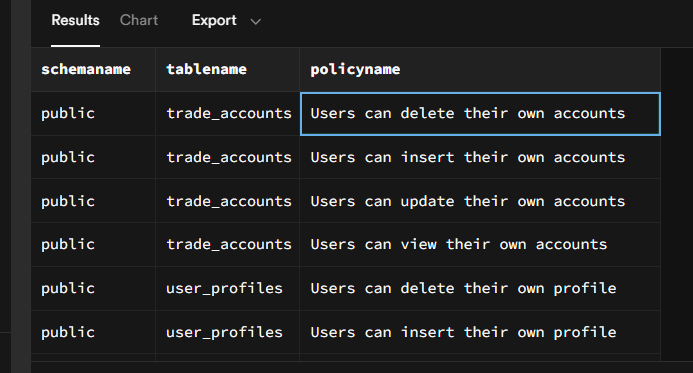 Results Chart Export
schemaname tablename policyname
public trade_accounts Users can delete their own accounts
public trade_accounts Users can insert their own accounts
public trade_accounts Users can update their own accounts
public trade_accounts Users can view their own accounts
public user_profiles Users can delete their own profile
public user_profiles Users can insert their own profile